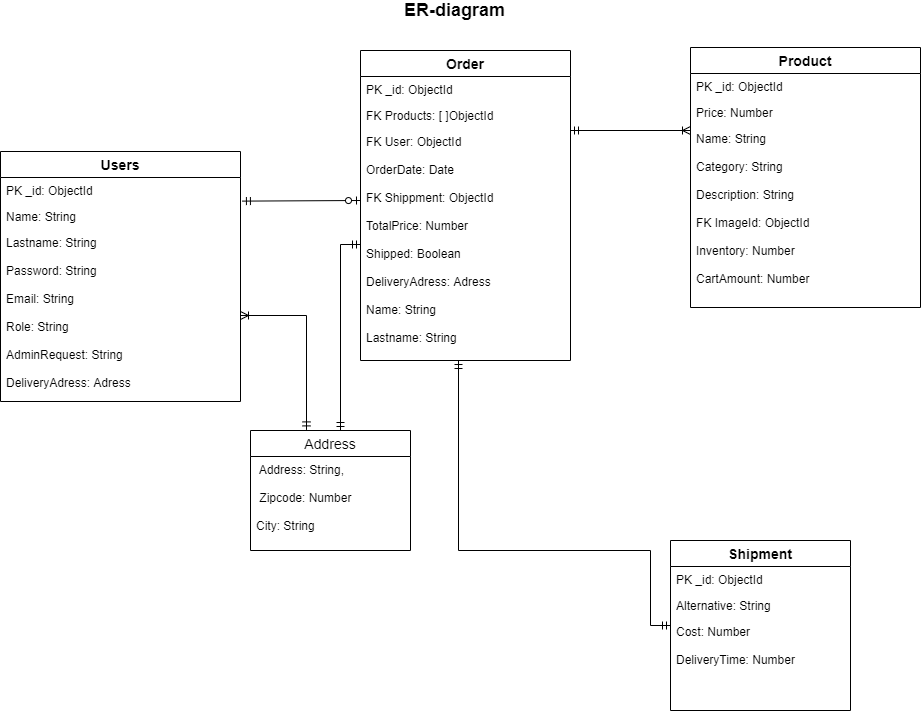 ER-diagram
Users
PK _id: ObjectId
Name: String
Lastname: String
Password: String
Email: String
Role: String
AdminRequest: String
DeliveryAdress: Adress
Order
PK _id: ObjectId
FK Products: [ ]ObjectId
FK User: ObjectId
OrderDate: Date
FK Shippment: ObjectId
TotalPrice: Number
Shipped: Boolean
DeliveryAdress: Adress
Name: String
Lastname: String
Product
PK _id: ObjectId
Price: Number
Name: String
Category: String
Description: String
FK ImageId: ObjectId
Inventory: Number
CartAmount: Number
Address
Address: String,
Zipcode: Number
City: String
Shipment
PK _id: ObjectId
Alternative: String
Cost: Number
DeliveryTime: Number